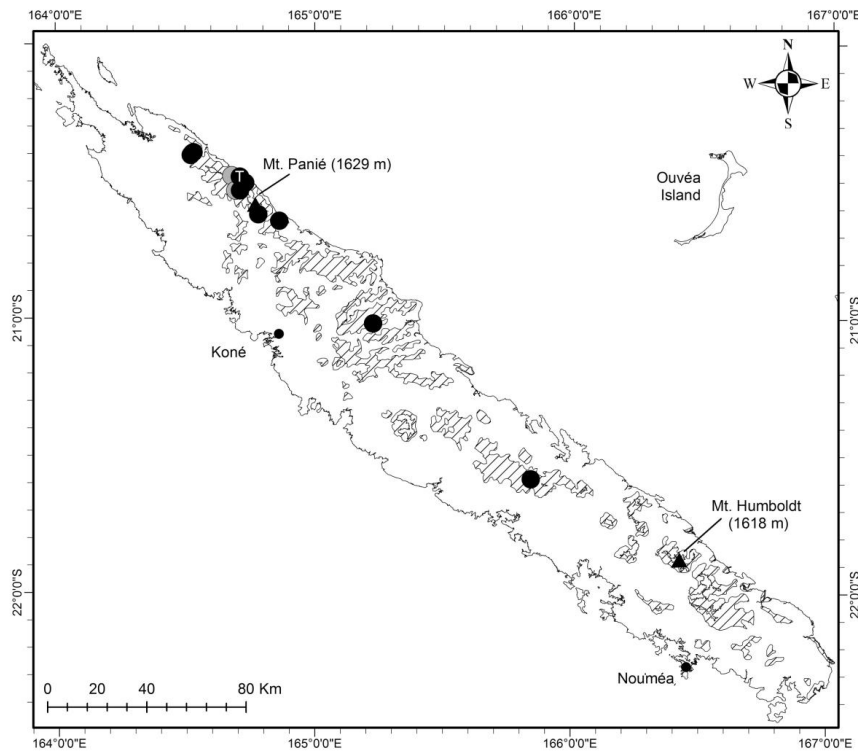 164°0'0"E 165°0'0"E 166°0'0"E 167°0'0"E
N
W E
S
T
Mt. Panié (1629 m)
Ouvéa
Island
21°0'0"S 21°0'0"S
Koné
Mt. Humboldt
(1618 m)
22°0'0"S 22°0'0"S
Nouméa
0 20 40 80 Km
164°0'0"E 165°0'0"E 166°0'0"E 167°0'0"E